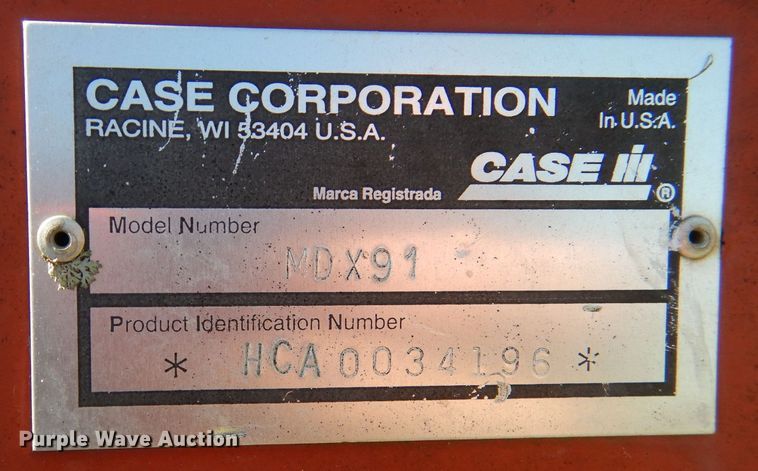 CASE CORPORATION
RACINE, WI 53404 U.S.A.
Made
In U.S.A.
CASE IH
®
Marca Registrada
Model Number
MDX91
Product Identification Number
* HCA0034196 *
Purple Wave Auction